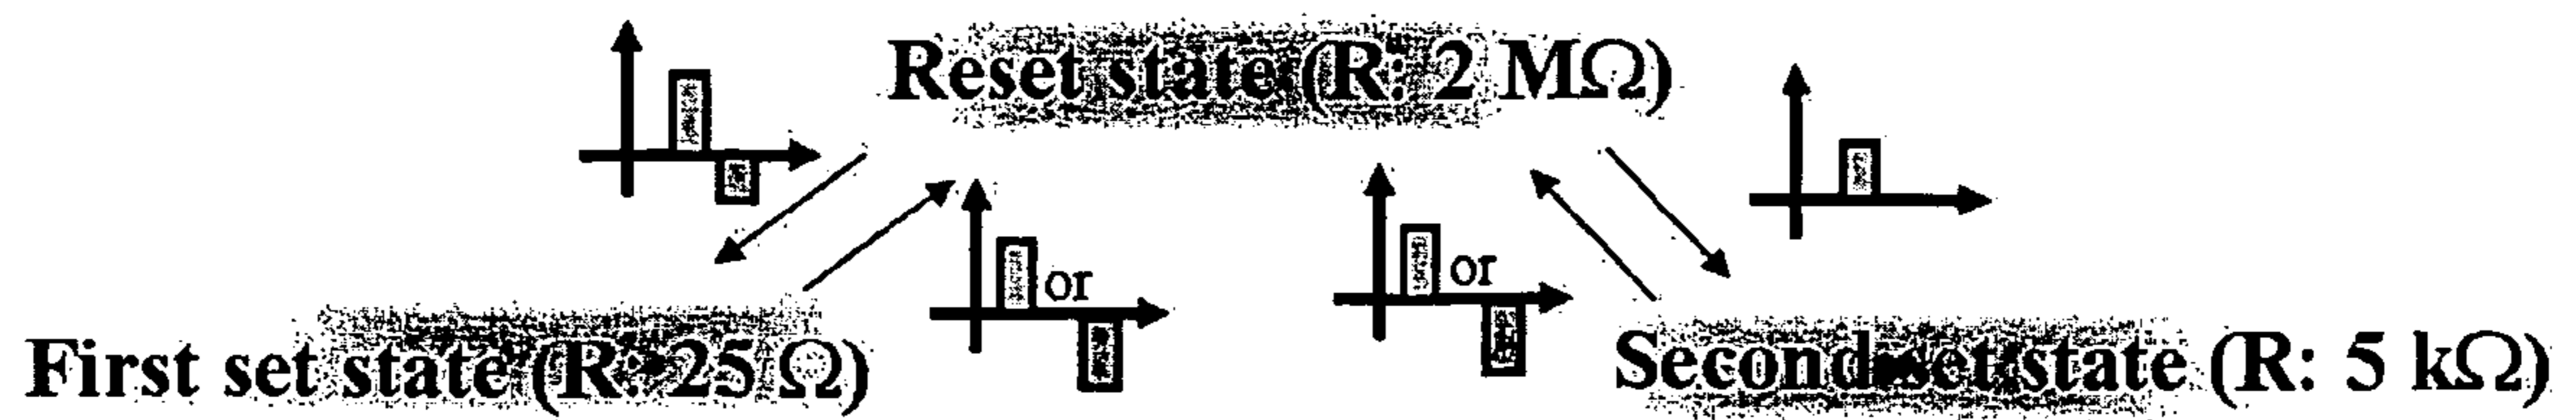 Reset state (R: 2 MΩ)
or
or
First set state (R: 25 Ω)
Second set state (R: 5 kΩ)